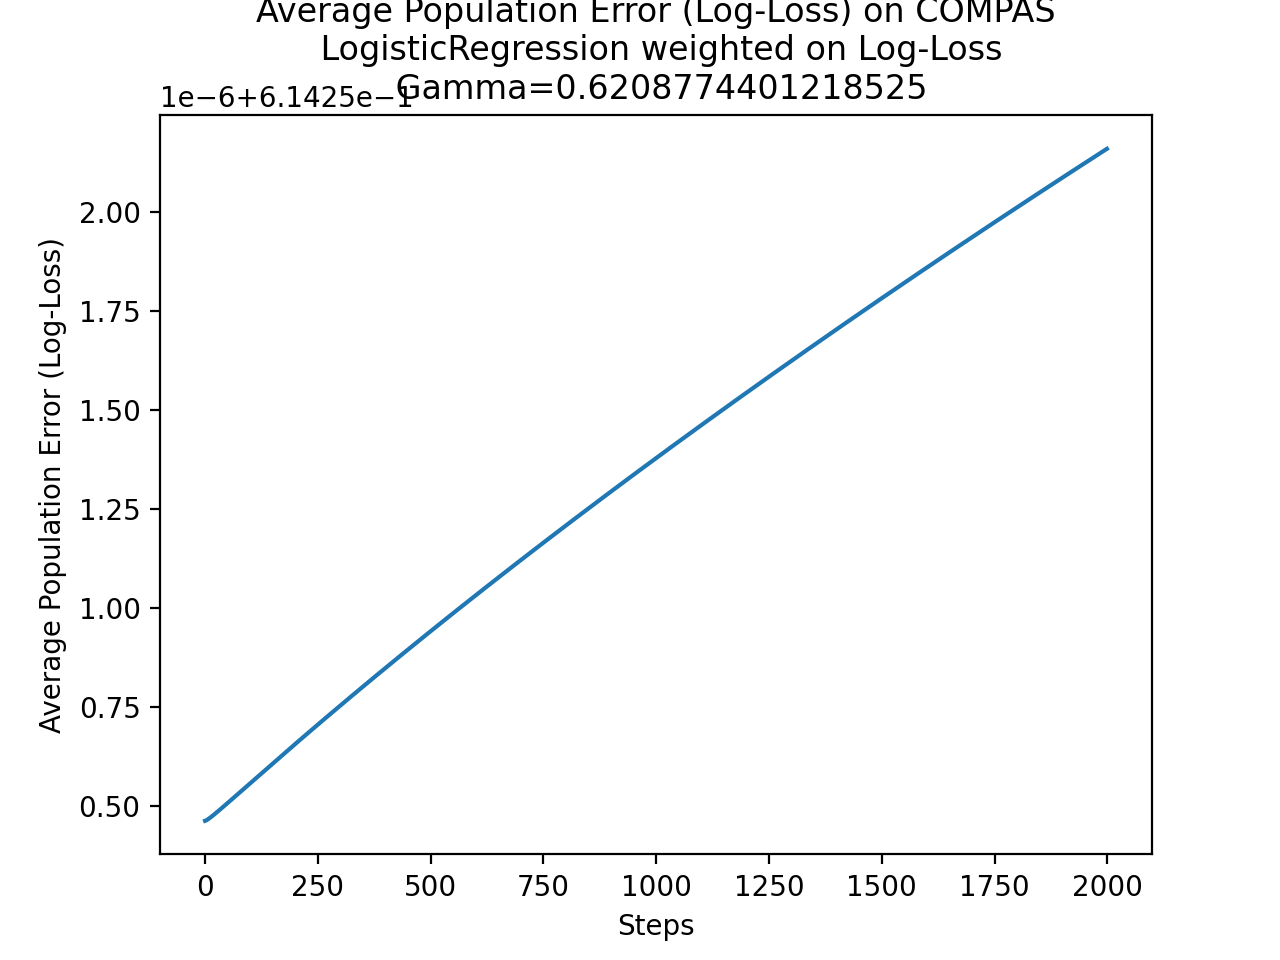 Average Population Error (Log-Loss) on COMPAS
LogisticRegression weighted on Log-Loss
Gamma=0.6208774401218525
1e−6+6.1425e−1
2.00
1.75
1.50
1.25
1.00
0.75
0.50
Average Population Error (Log-Loss)
0 250 500 750 1000 1250 1500 1750 2000
Steps